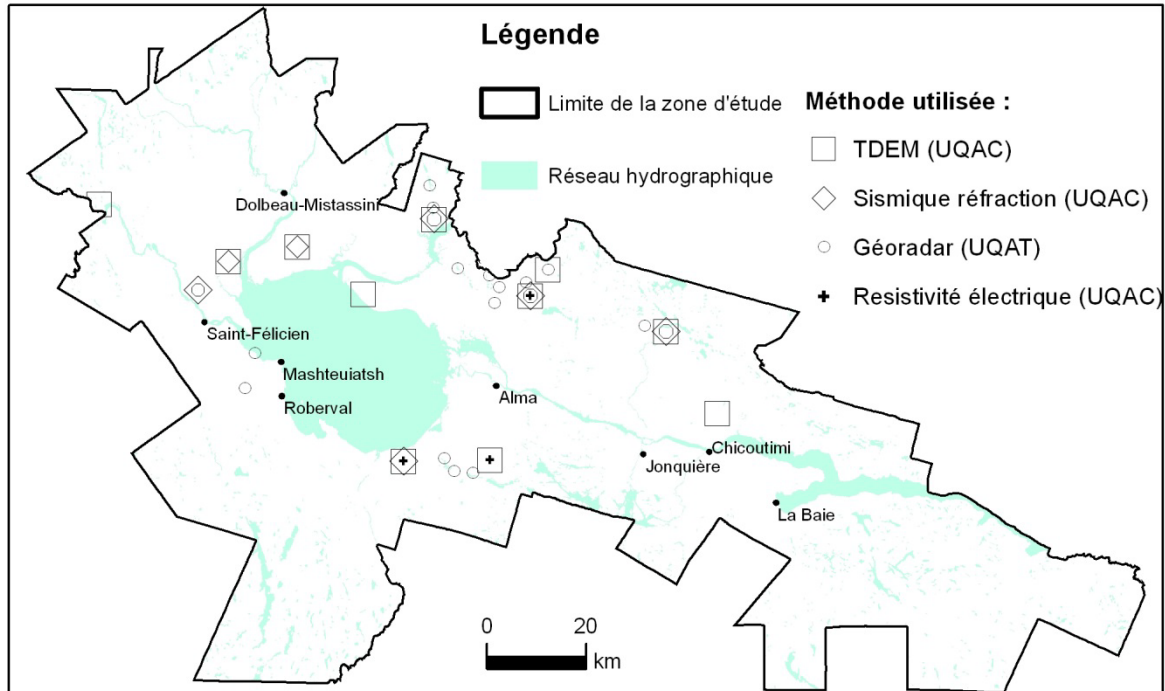 Légende
Limite de la zone d'étude
Réseau hydrographique
Méthode utilisée :
TDEM (UQAC)
Sismique réfraction (UQAC)
Géoradar (UQAT)
Resistivité électrique (UQAC)
Dolbeau-Mistassini
Saint-Félicien
Mashteuiatsh
Roberval
Alma
Chicoutimi
Jonquière
La Baie
0 20
km